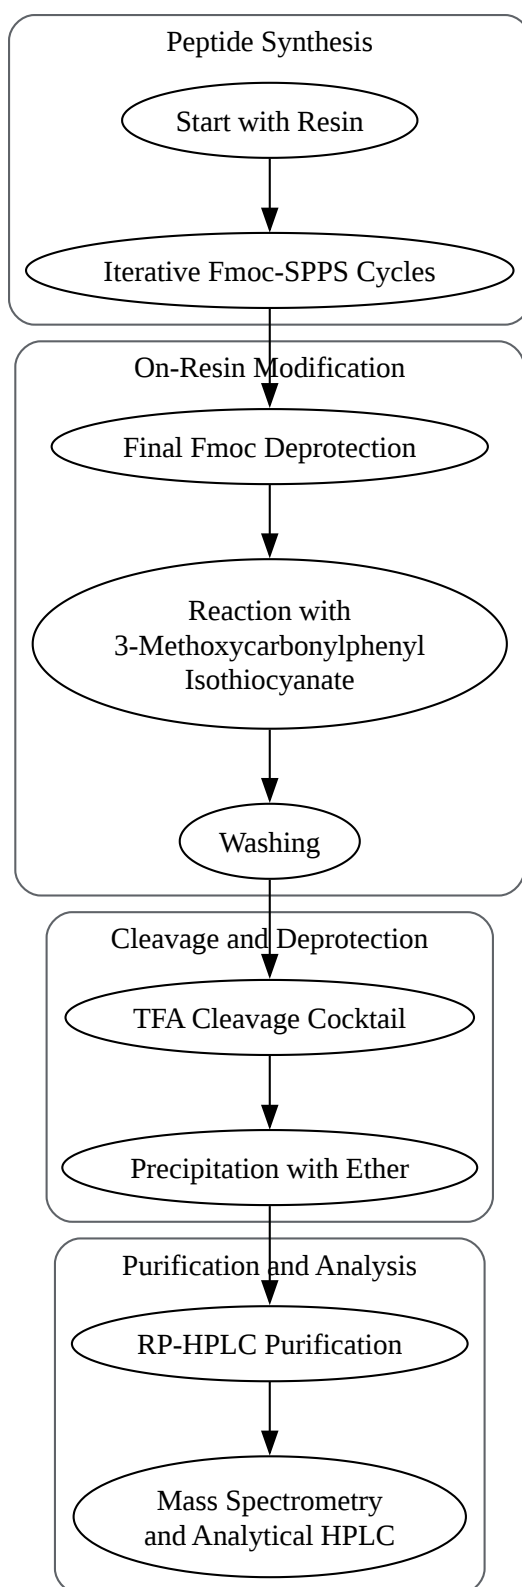 Peptide Synthesis
Start with Resin
Iterative Fmoc-SPPS Cycles
On-Resin Modification
Final Fmoc Deprotection
Reaction with
3-Methoxycarbonylphenyl
Isothiocyanate
Washing
Cleavage and Deprotection
TFA Cleavage Cocktail
Precipitation with Ether
Purification and Analysis
RP-HPLC Purification
Mass Spectrometry
and Analytical HPLC